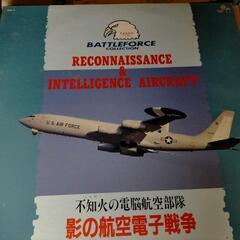 BATTLEFORCE
COLLECTION
RECONNAISSANCE
&
INTELLIGENCE AIRCRAFT
U.S. AIR FORCE
不知火の電脳航空部隊
影の航空電子戦争